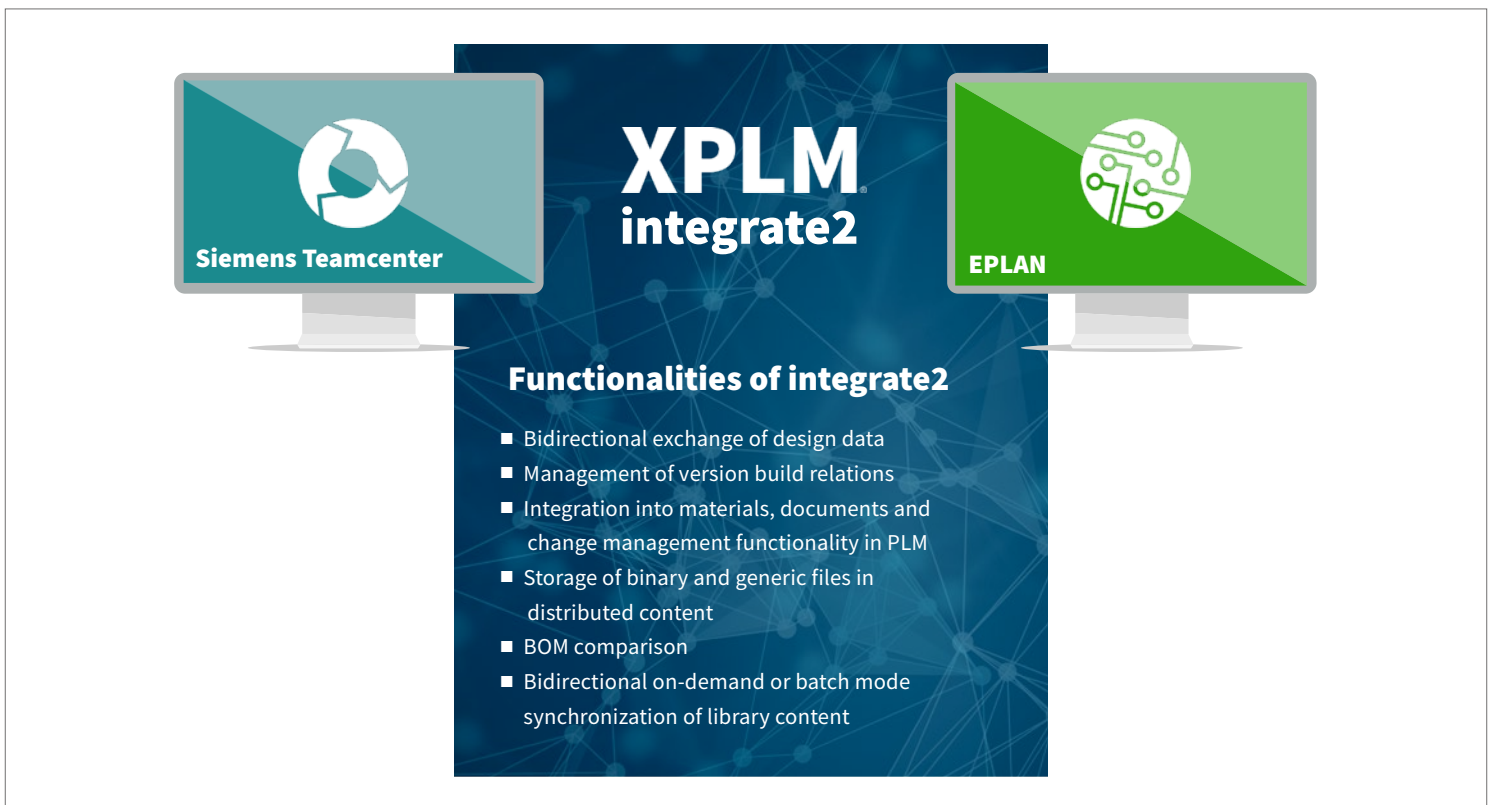 XPLM®
integrate2
Siemens Teamcenter
EPLAN
Functionalities of integrate2
■ Bidirectional exchange of design data
■ Management of version build relations
■ Integration into materials, documents and
change management functionality in PLM
■ Storage of binary and generic files in
distributed content
■ BOM comparison
■ Bidirectional on-demand or batch mode
synchronization of library content